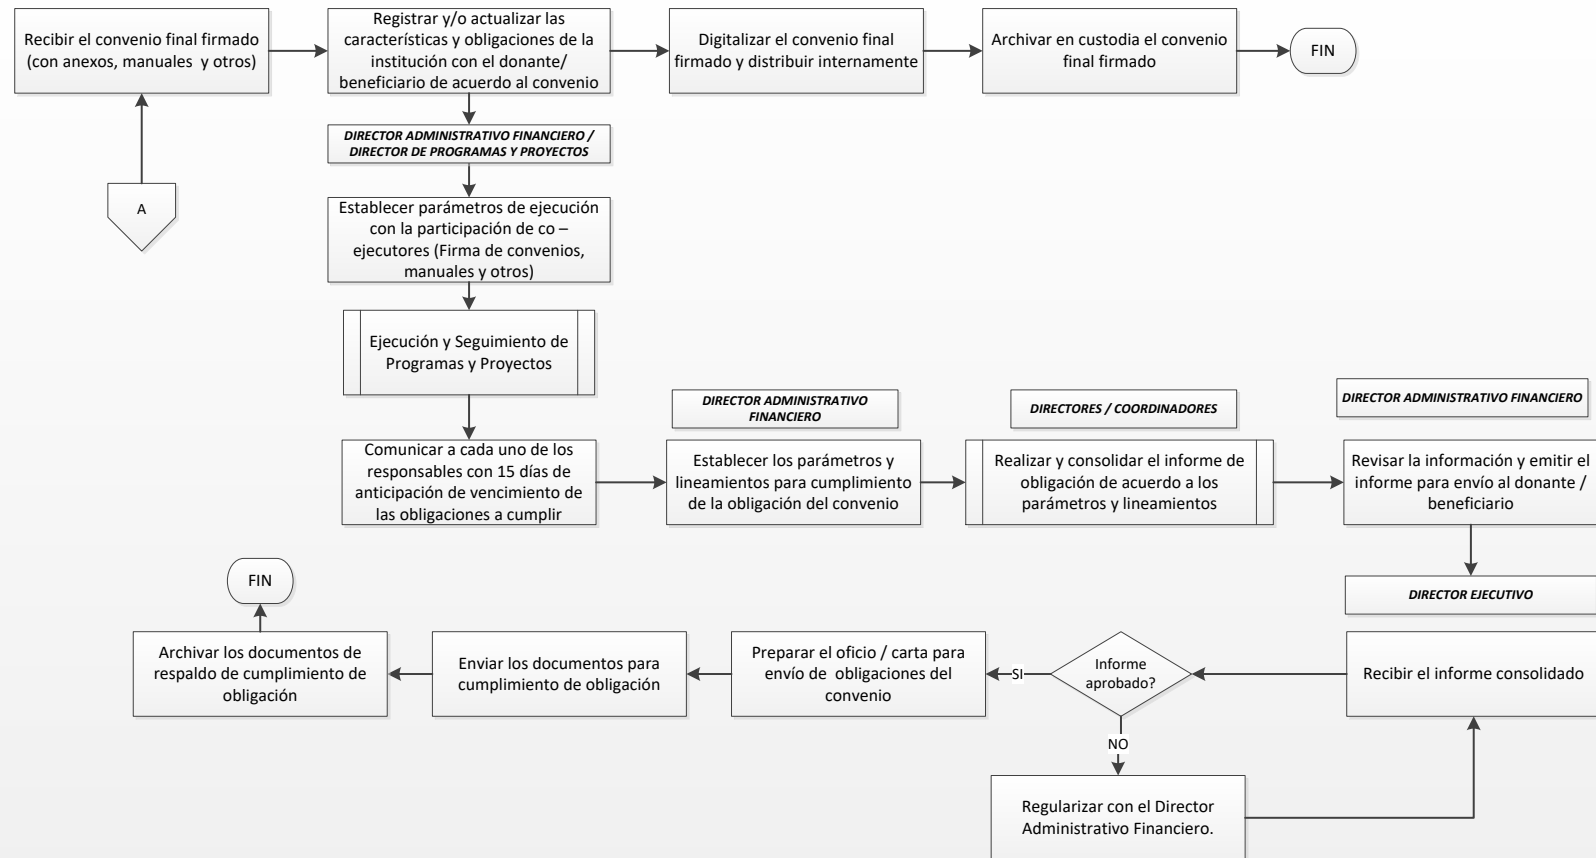 Recibir el convenio final firmado
(con anexos, manuales y otros)
Registrar y/o actualizar las
características y obligaciones de la
institución con el donante/
beneficiario de acuerdo al convenio
Digitalizar el convenio final
firmado y distribuir internamente
Archivar en custodia el convenio
final firmado
FIN
DIRECTOR ADMINISTRATIVO FINANCIERO /
DIRECTOR DE PROGRAMAS Y PROYECTOS
A
Establecer parámetros de ejecución
con la participación de co –
ejecutores (Firma de convenios,
manuales y otros)
Ejecución y Seguimiento de
Programas y Proyectos
Comunicar a cada uno de los
responsables con 15 días de
anticipación de vencimiento de
las obligaciones a cumplir
DIRECTOR ADMINISTRATIVO
FINANCIERO
Establecer los parámetros y
lineamientos para cumplimiento
de la obligación del convenio
DIRECTORES / COORDINADORES
Realizar y consolidar el informe de
obligación de acuerdo a los
parámetros y lineamientos
DIRECTOR ADMINISTRATIVO FINANCIERO
Revisar la información y emitir el
informe para envío al donante /
beneficiario
DIRECTOR EJECUTIVO
Recibir el informe consolidado
Informe
aprobado?
SI
NO
Regularizar con el Director
Administrativo Financiero.
Preparar el oficio / carta para
envío de obligaciones del
convenio
Enviar los documentos para
cumplimiento de obligación
Archivar los documentos de
respaldo de cumplimiento de
obligación
FIN